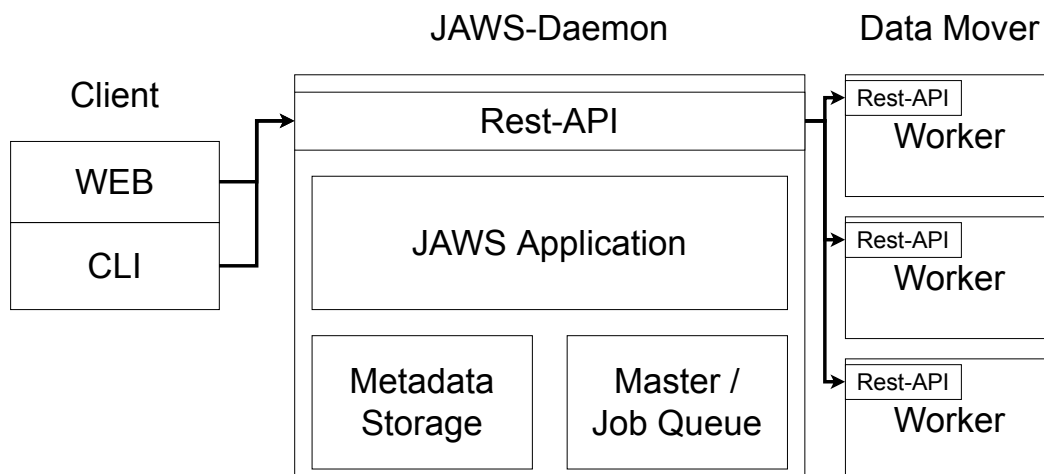 JAWS-Daemon
Data Mover
Client
WEB
CLI
Rest-API
JAWS Application
Metadata
Storage
Master /
Job Queue
Rest-API
Worker
Rest-API
Worker
Rest-API
Worker